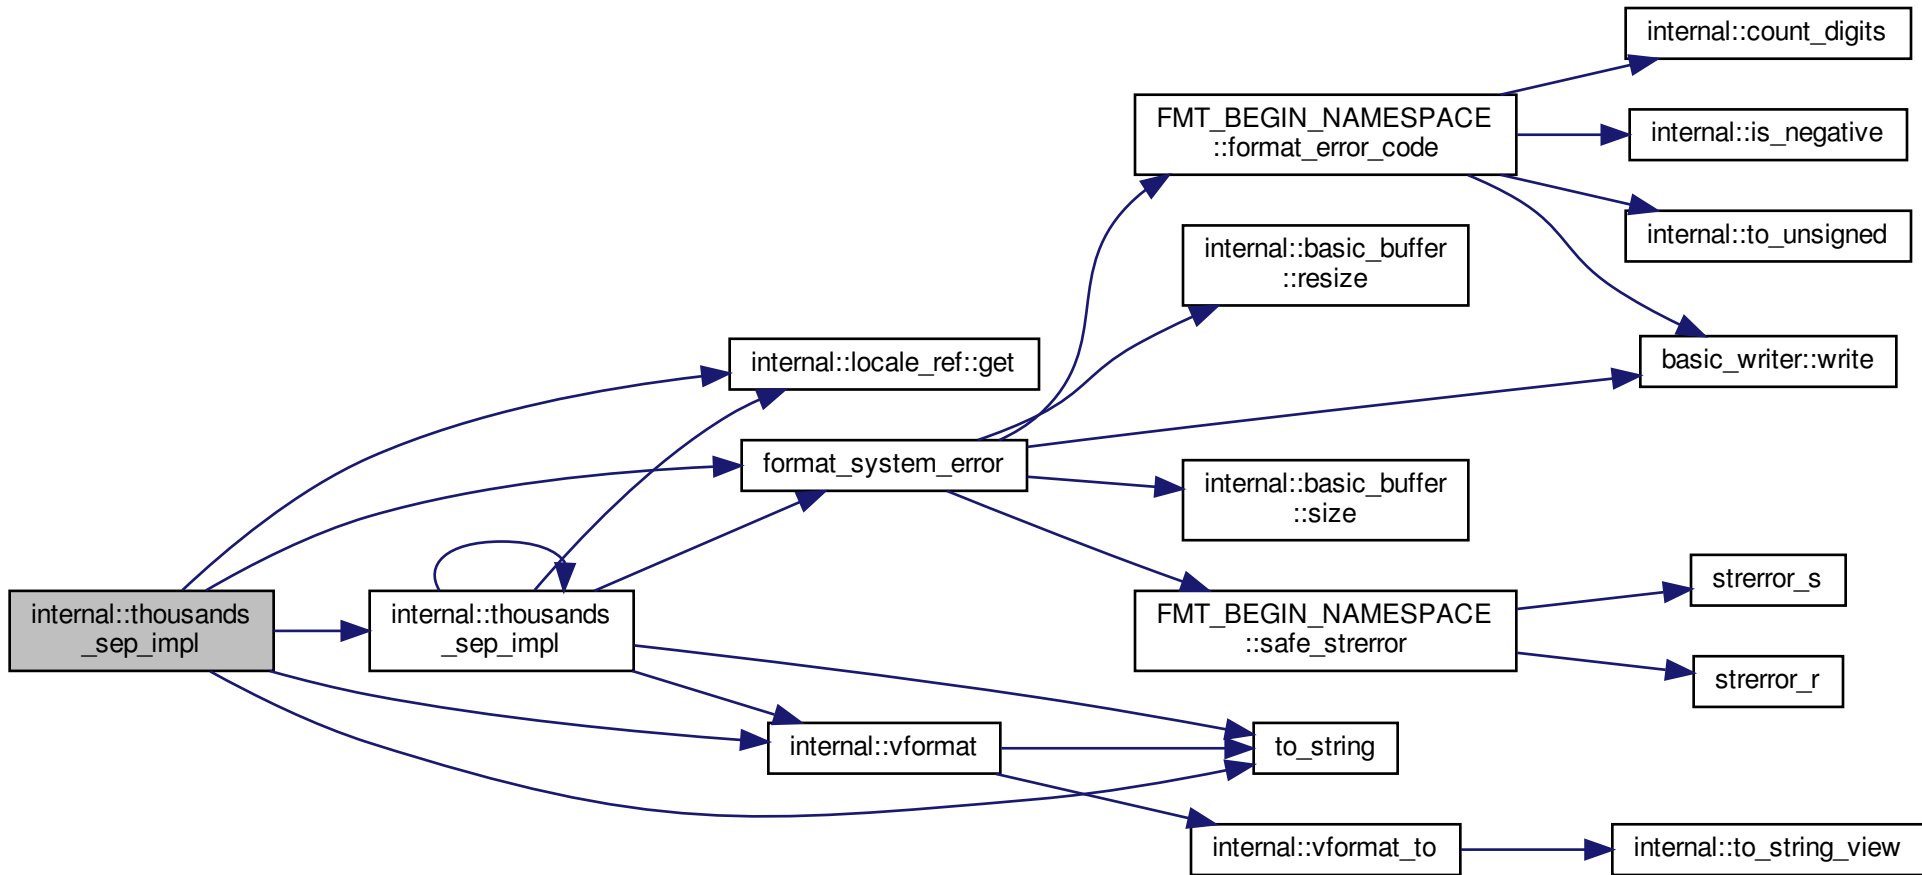 internal::count_digits
FMT_BEGIN_NAMESPACE
::format_error_code
internal::is_negative
internal::to_unsigned
internal::basic_buffer
::resize
internal::locale_ref::get
basic_writer::write
format_system_error
internal::basic_buffer
::size
strerror_s
internal::thousands
_sep_impl
internal::thousands
_sep_impl
FMT_BEGIN_NAMESPACE
::safe_strerror
strerror_r
internal::vformat
to_string
internal::vformat_to
internal::to_string_view